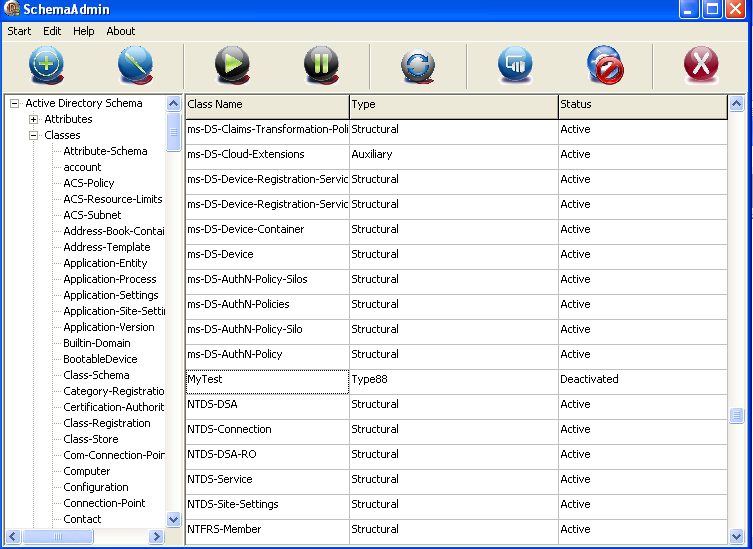 SchemaAdmin
Start Edit Help About
Active Directory Schema
Attributes
Classes
Attribute-Schema
account
ACS-Policy
ACS-Resource-Limits
ACS-Subnet
Address-Book-Contai
Address-Template
Application-Entity
Application-Process
Application-Settings
Application-Site-Settin
Application-Version
Builtin-Domain
BootableDevice
Class-Schema
Category-Registratio
Certification-Authorit
Class-Registration
Class-Store
Com-Connection-Poin
Computer
Configuration
Connection-Point
Contact
Class Name Type Status
ms-DS-Claims-Transformation-Poli Structural Active
ms-DS-Cloud-Extensions Auxiliary Active
ms-DS-Device-Registration-Servic Structural Active
ms-DS-Device-Registration-Servic Structural Active
ms-DS-Device-Container Structural Active
ms-DS-Device Structural Active
ms-DS-AuthN-Policy-Silos Structural Active
ms-DS-AuthN-Policies Structural Active
ms-DS-AuthN-Policy-Silo Structural Active
ms-DS-AuthN-Policy Structural Active
MyTest Type88 Deactivated
NTDS-DSA Structural Active
NTDS-Connection Structural Active
NTDS-DSA-RO Structural Active
NTDS-Service Structural Active
NTDS-Site-Settings Structural Active
NTFRS-Member Structural Active